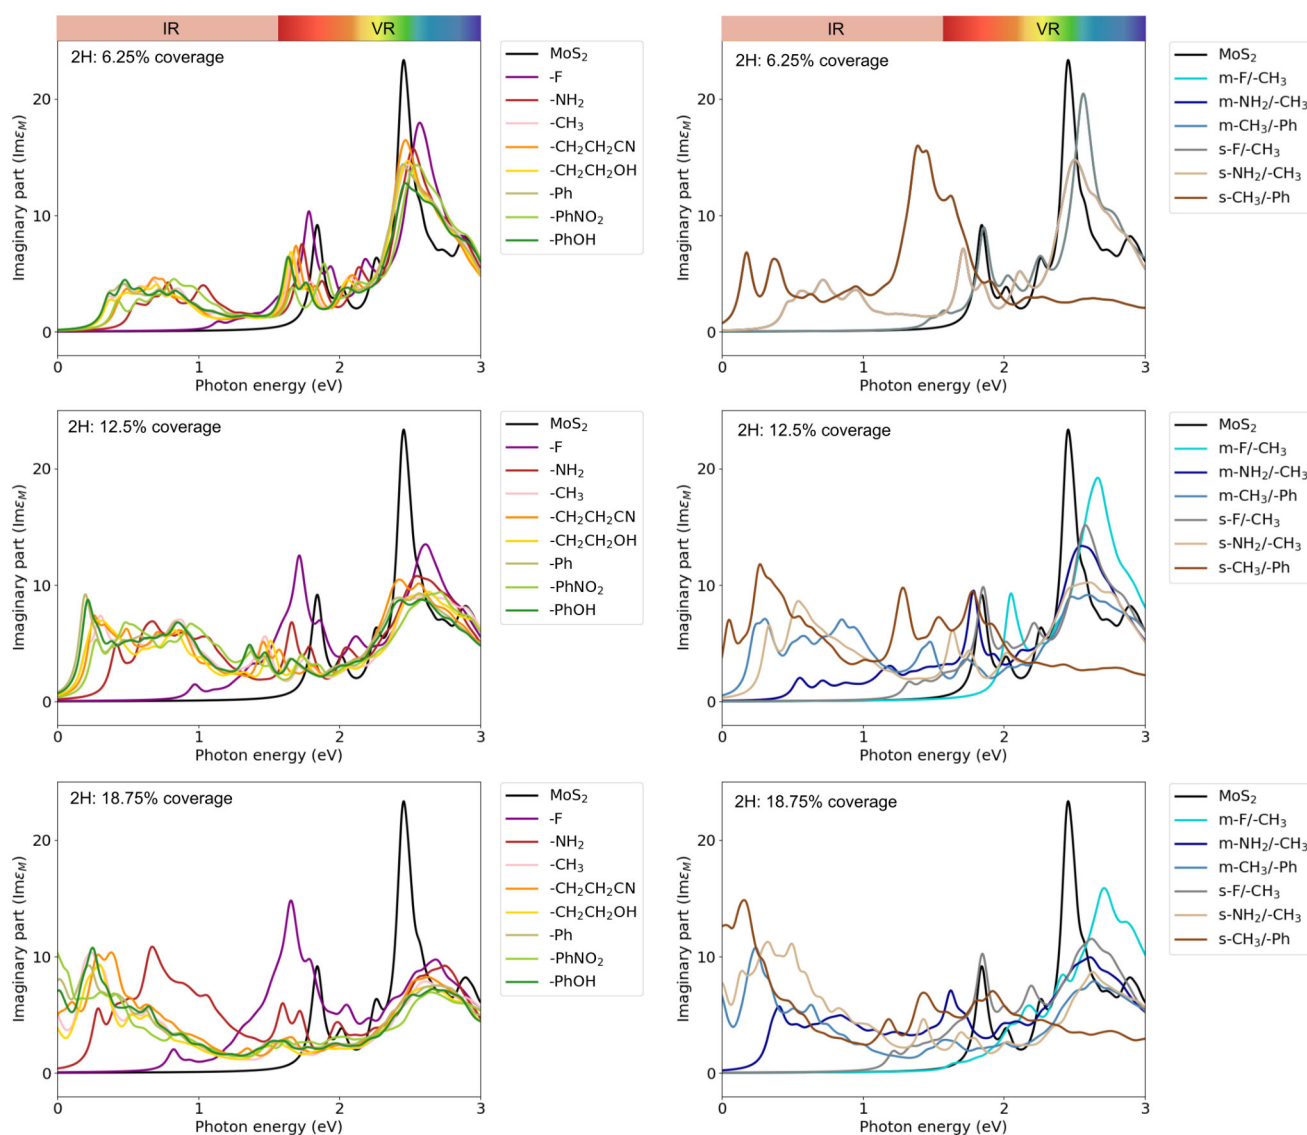 IR VR
2H: 6.25% coverage
Imaginary part (Imε_M)
20
10
0
0 1 2 3
Photon energy (eV)
MoS₂
-F
-NH₂
-CH₃
-CH₂CH₂CN
-CH₂CH₂OH
-Ph
-PhNO₂
-PhOH
IR VR
2H: 6.25% coverage
Imaginary part (Imε_M)
20
10
0
0 1 2 3
Photon energy (eV)
MoS₂
m-F/-CH₃
m-NH₂/-CH₃
m-CH₃/-Ph
s-F/-CH₃
s-NH₂/-CH₃
s-CH₃/-Ph
2H: 12.5% coverage
Imaginary part (Imε_M)
20
10
0
0 1 2 3
Photon energy (eV)
MoS₂
-F
-NH₂
-CH₃
-CH₂CH₂CN
-CH₂CH₂OH
-Ph
-PhNO₂
-PhOH
2H: 12.5% coverage
Imaginary part (Imε_M)
20
10
0
0 1 2 3
Photon energy (eV)
MoS₂
m-F/-CH₃
m-NH₂/-CH₃
m-CH₃/-Ph
s-F/-CH₃
s-NH₂/-CH₃
s-CH₃/-Ph
2H: 18.75% coverage
Imaginary part (Imε_M)
20
10
0
0 1 2 3
Photon energy (eV)
MoS₂
-F
-NH₂
-CH₃
-CH₂CH₂CN
-CH₂CH₂OH
-Ph
-PhNO₂
-PhOH
2H: 18.75% coverage
Imaginary part (Imε_M)
20
10
0
0 1 2 3
Photon energy (eV)
MoS₂
m-F/-CH₃
m-NH₂/-CH₃
m-CH₃/-Ph
s-F/-CH₃
s-NH₂/-CH₃
s-CH₃/-Ph